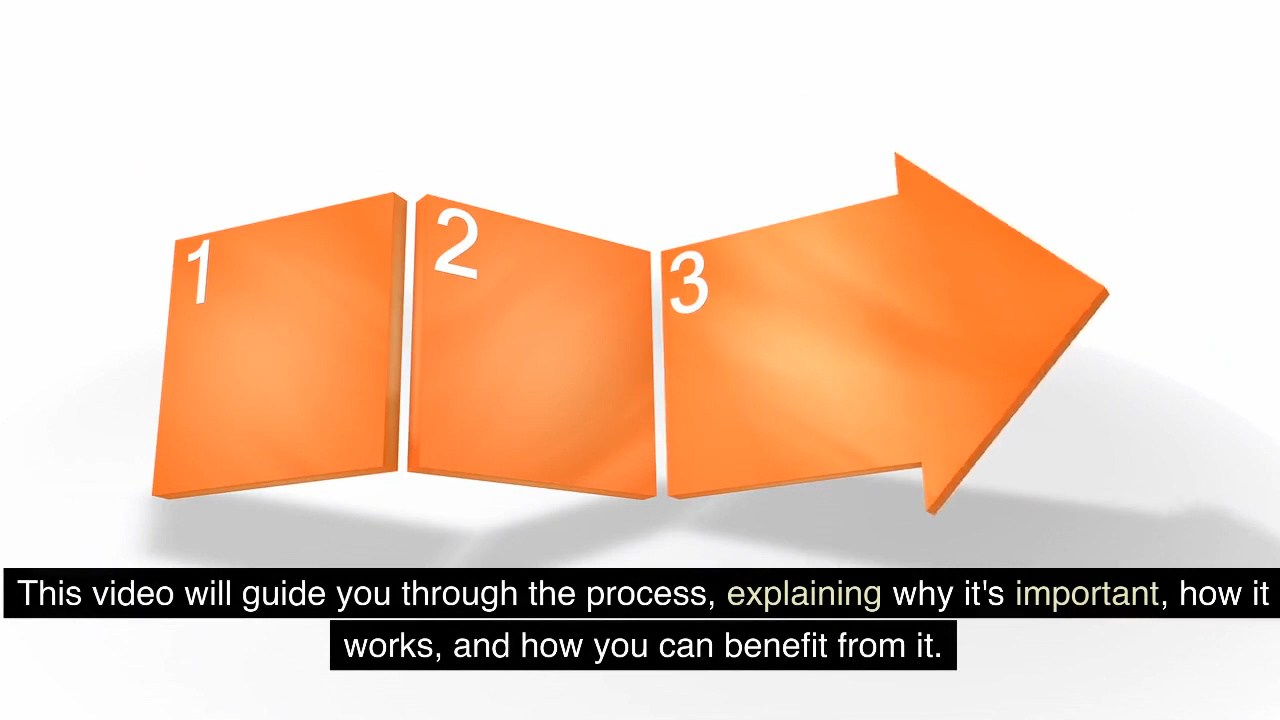 1
2
3
This video will guide you through the process, explaining why it's important, how it
works, and how you can benefit from it.